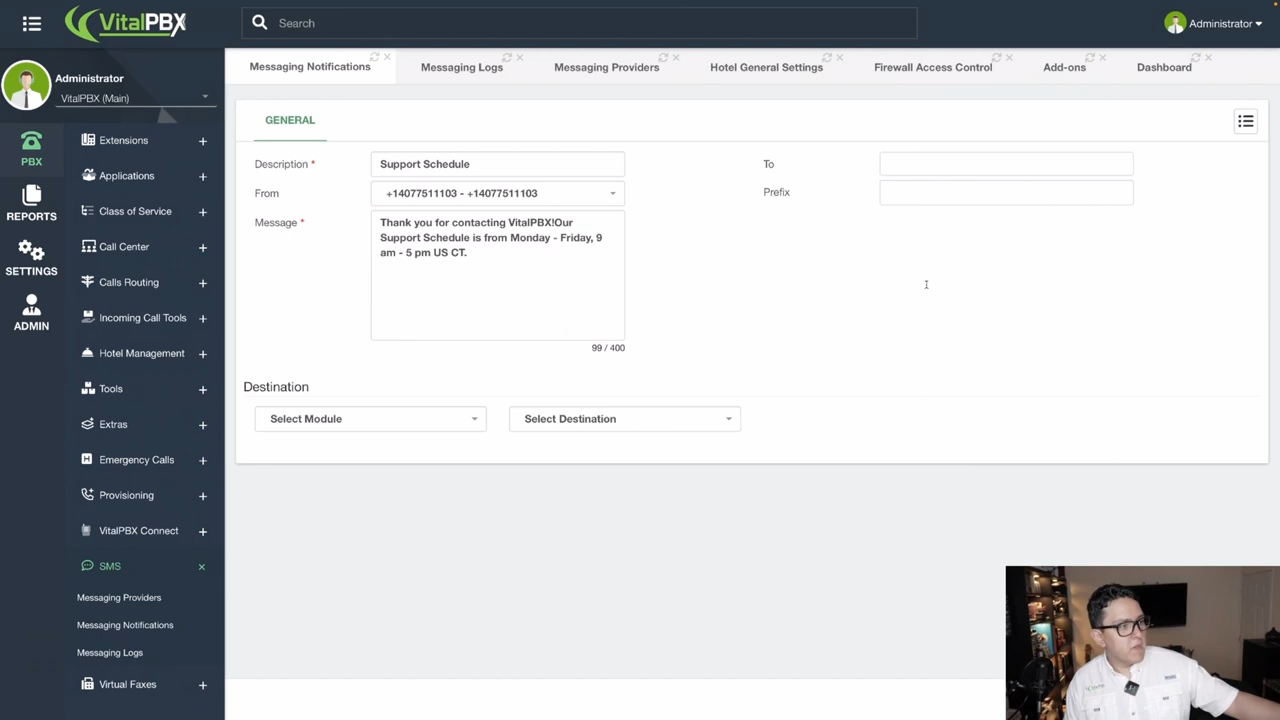 VitalPBX
Search
Administrator
Administrator
VitalPBX (Main)
PBX
REPORTS
SETTINGS
ADMIN
Extensions
Applications
Class of Service
Call Center
Calls Routing
Incoming Call Tools
Hotel Management
Tools
Extras
Emergency Calls
Provisioning
VitalPBX Connect
SMS
Messaging Providers
Messaging Notifications
Messaging Logs
Virtual Faxes
Messaging Notifications
Messaging Logs
Messaging Providers
Hotel General Settings
Firewall Access Control
Add-ons
Dashboard
GENERAL
Description *
Support Schedule
To
From
+14077511103 - +14077511103
Prefix
Message *
Thank you for contacting VitalPBX!Our
Support Schedule is from Monday - Friday, 9
am - 5 pm US CT.
99 / 400
Destination
Select Module
Select Destination